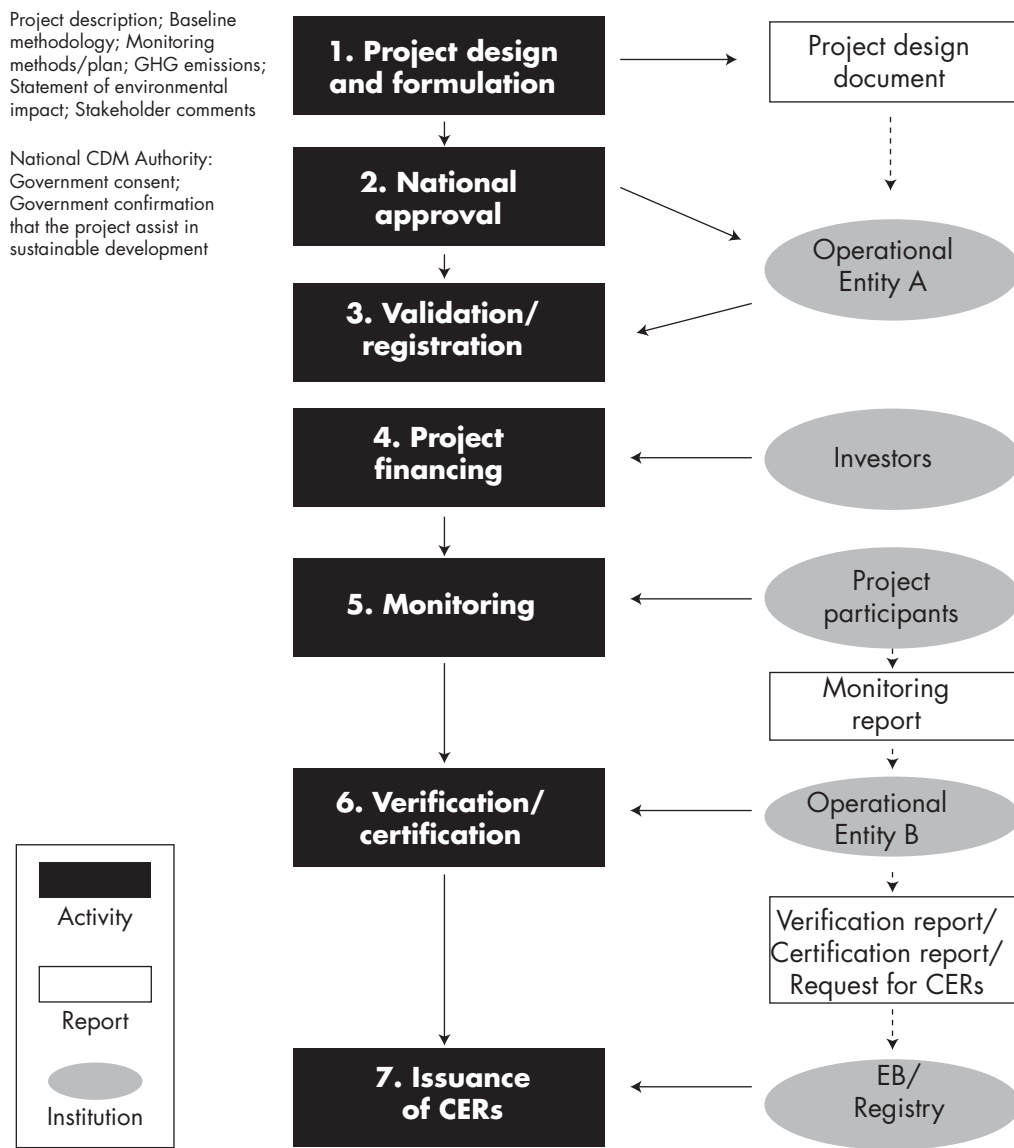 Project description; Baseline
methodology; Monitoring
methods/plan; GHG emissions;
Statement of environmental
impact; Stakeholder comments
National CDM Authority:
Government consent;
Government confirmation
that the project assist in
sustainable development
1. Project design
and formulation
Project design
document
2. National
approval
Operational
Entity A
3. Validation/
registration
4. Project
financing
Investors
5. Monitoring
Project
participants
Monitoring
report
6. Verification/
certification
Operational
Entity B
Verification report/
Certification report/
Request for CERs
7. Issuance
of CERs
EB/
Registry
Activity
Report
Institution